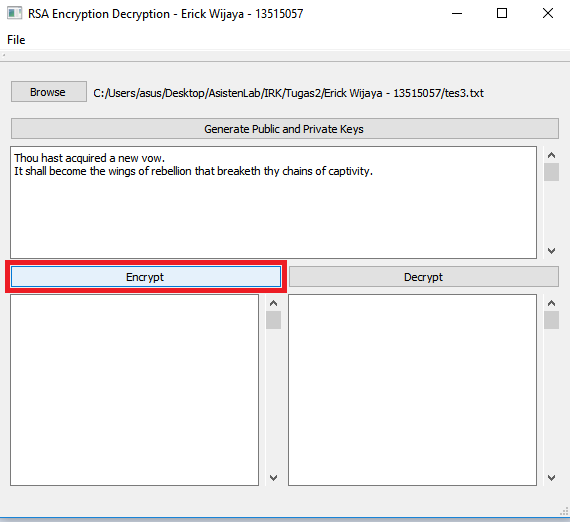 RSA Encryption Decryption - Erick Wijaya - 13515057
File
Browse C:/Users/asus/Desktop/AsistenLab/IRK/Tugas2/Erick Wijaya - 13515057/tes3.txt
Generate Public and Private Keys
Thou hast acquired a new vow.
It shall become the wings of rebellion that breaketh thy chains of captivity.
Encrypt Decrypt